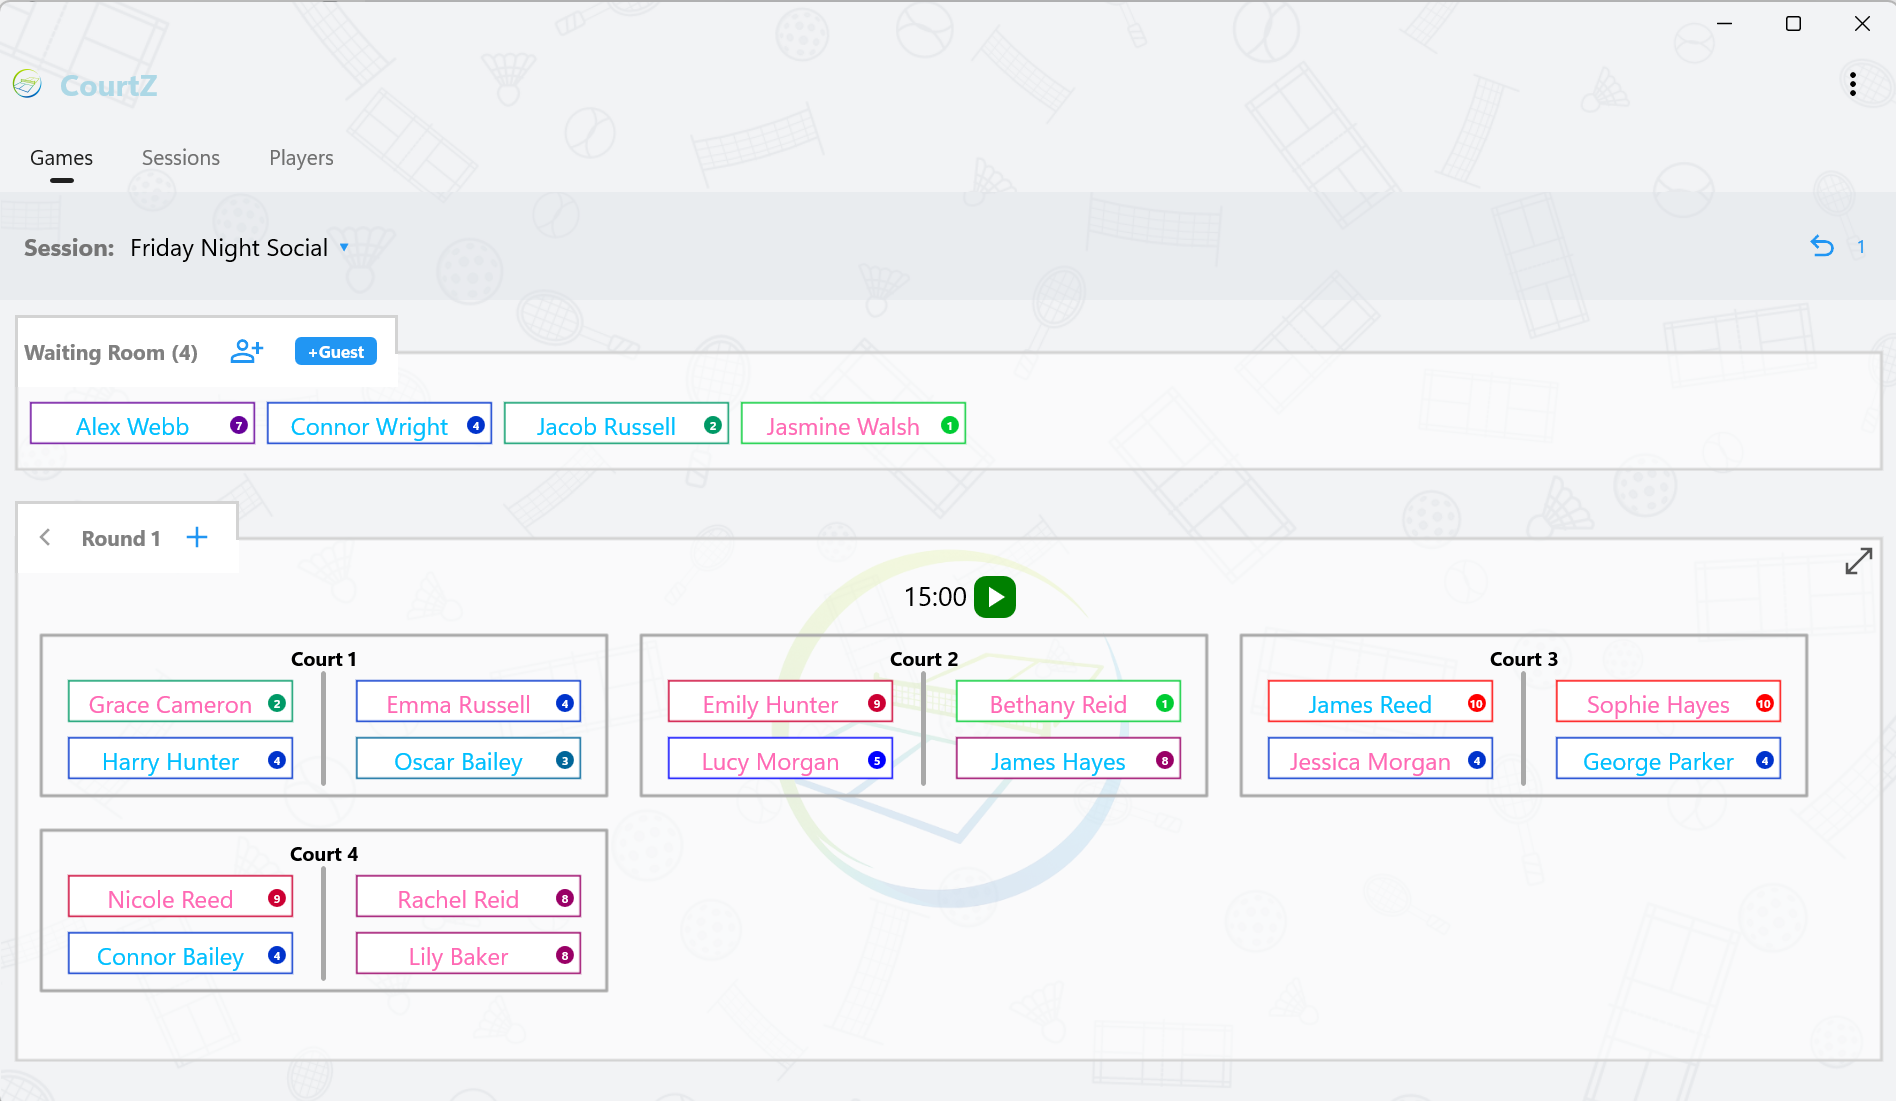 CourtZ
Games Sessions Players
Session: Friday Night Social 1
Waiting Room (4) +Guest
Alex Webb 7 Connor Wright 4 Jacob Russell 2 Jasmine Walsh 1
Round 1
15:00
Court 1 Court 2 Court 3
Grace Cameron 2 Emma Russell 4 Emily Hunter 9 Bethany Reid 1 James Reed 10 Sophie Hayes 10
Harry Hunter 4 Oscar Bailey 3 Lucy Morgan 5 James Hayes 8 Jessica Morgan 4 George Parker 4
Court 4
Nicole Reed 9 Rachel Reid 8
Connor Bailey 4 Lily Baker 8